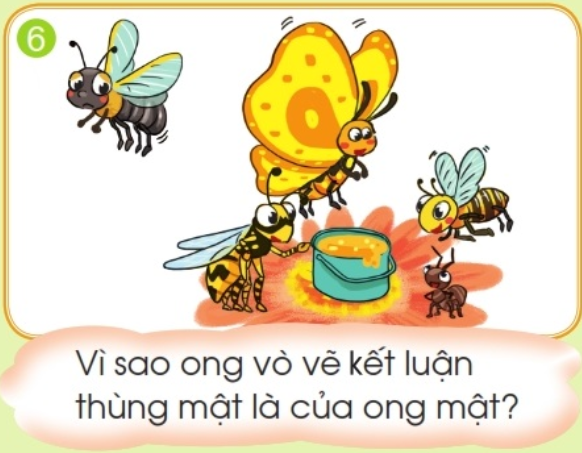 6
Vì sao ong vò vẽ kết luận
thùng mật là của ong mật?